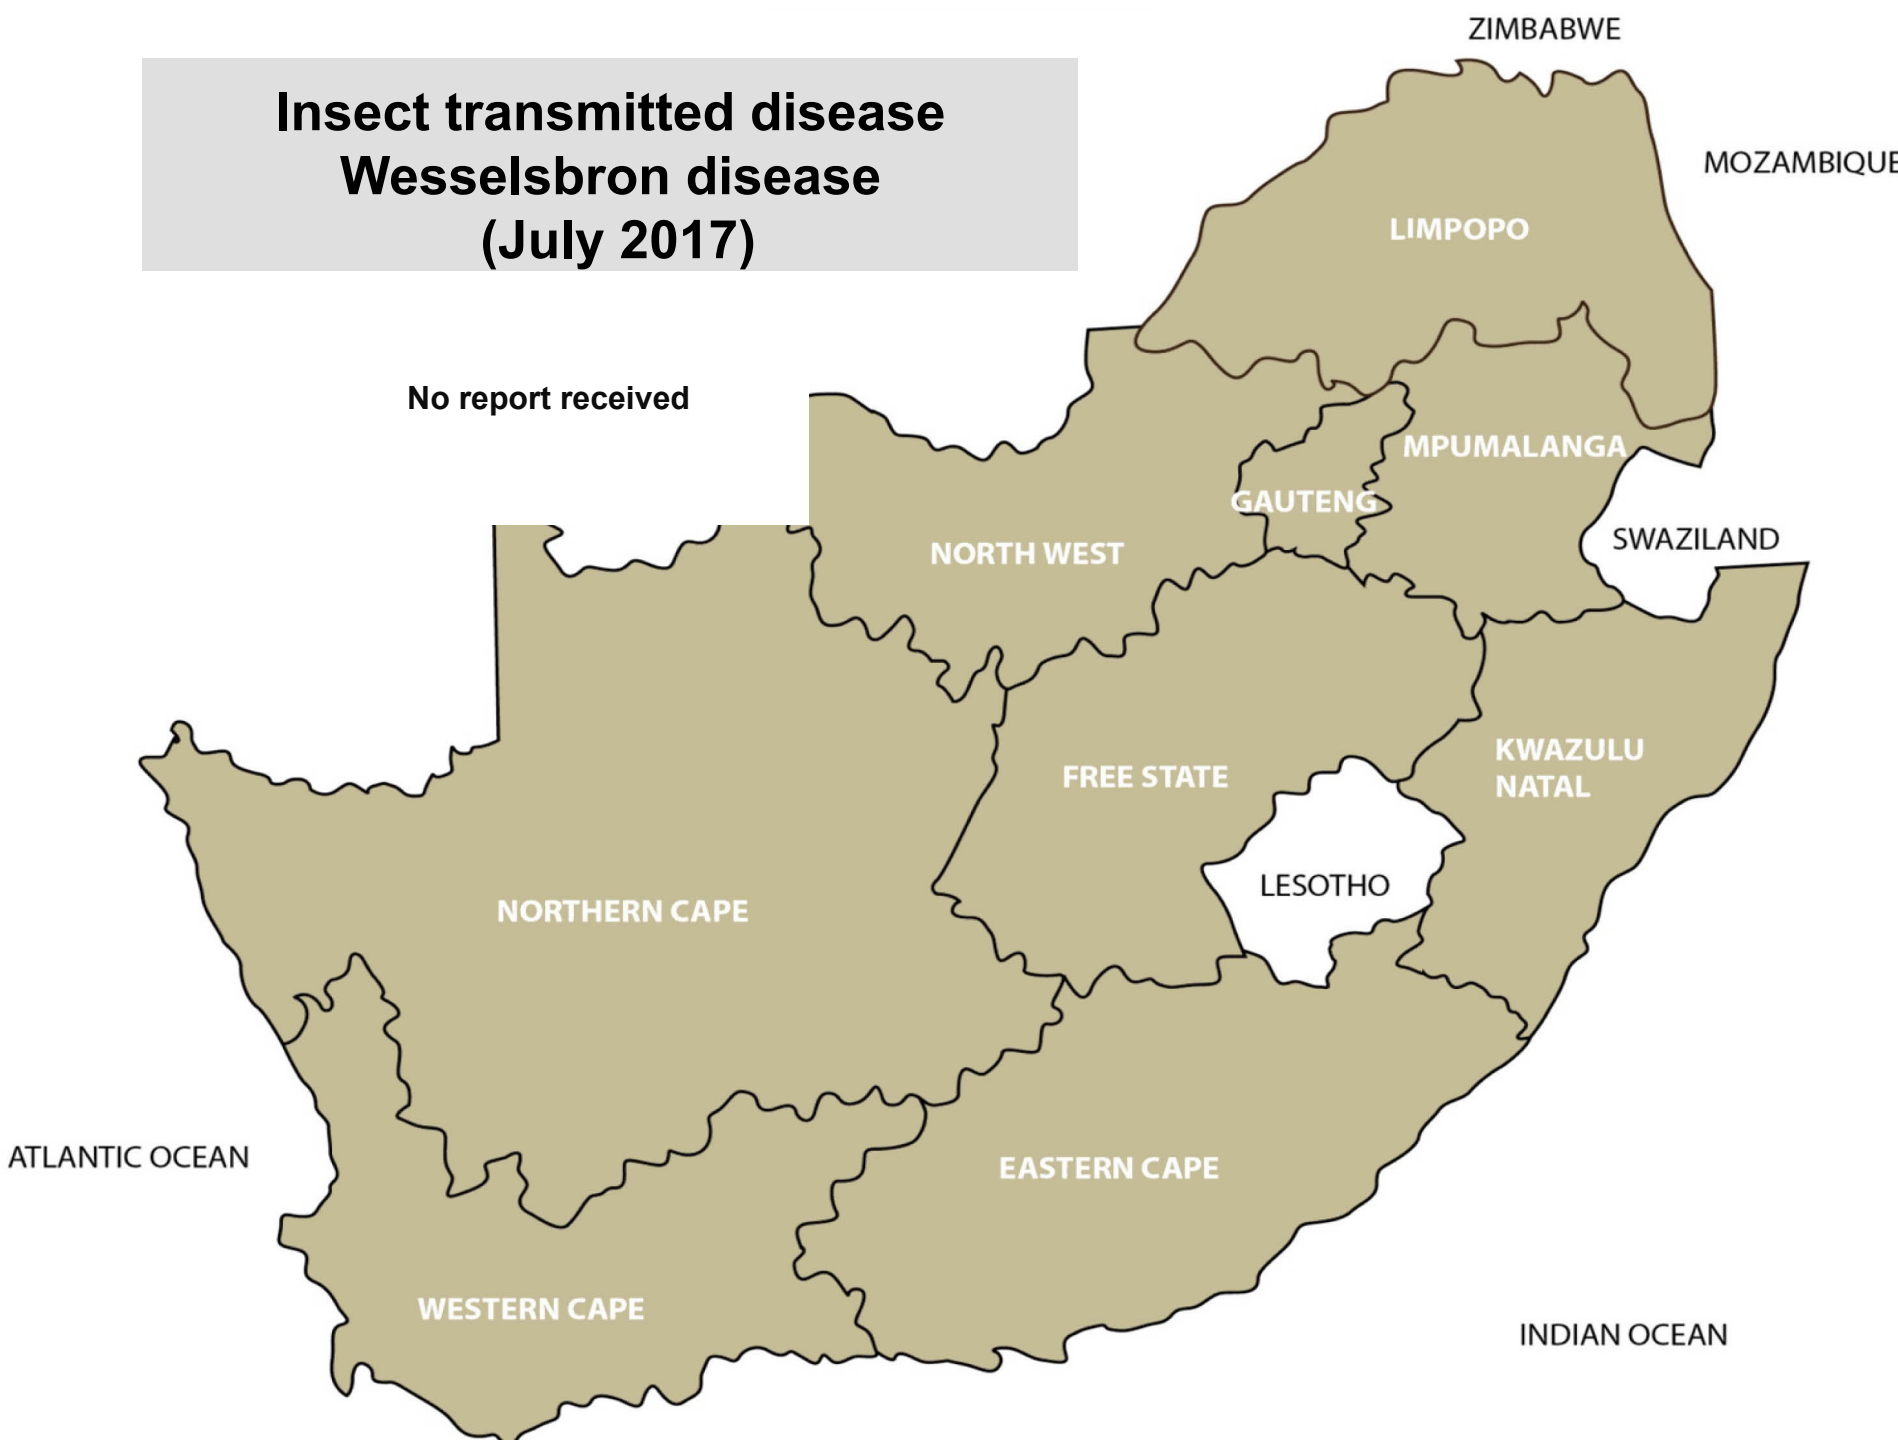 ZIMBABWE
Insect transmitted disease
Wesselsbron disease
(July 2017)
MOZAMBIQUE
LIMPOPO
No report received
MPUMALANGA
GAUTENG
SWAZILAND
NORTH WEST
KWAZULU
NATAL
FREE STATE
LESOTHO
NORTHERN CAPE
ATLANTIC OCEAN
EASTERN CAPE
WESTERN CAPE
INDIAN OCEAN